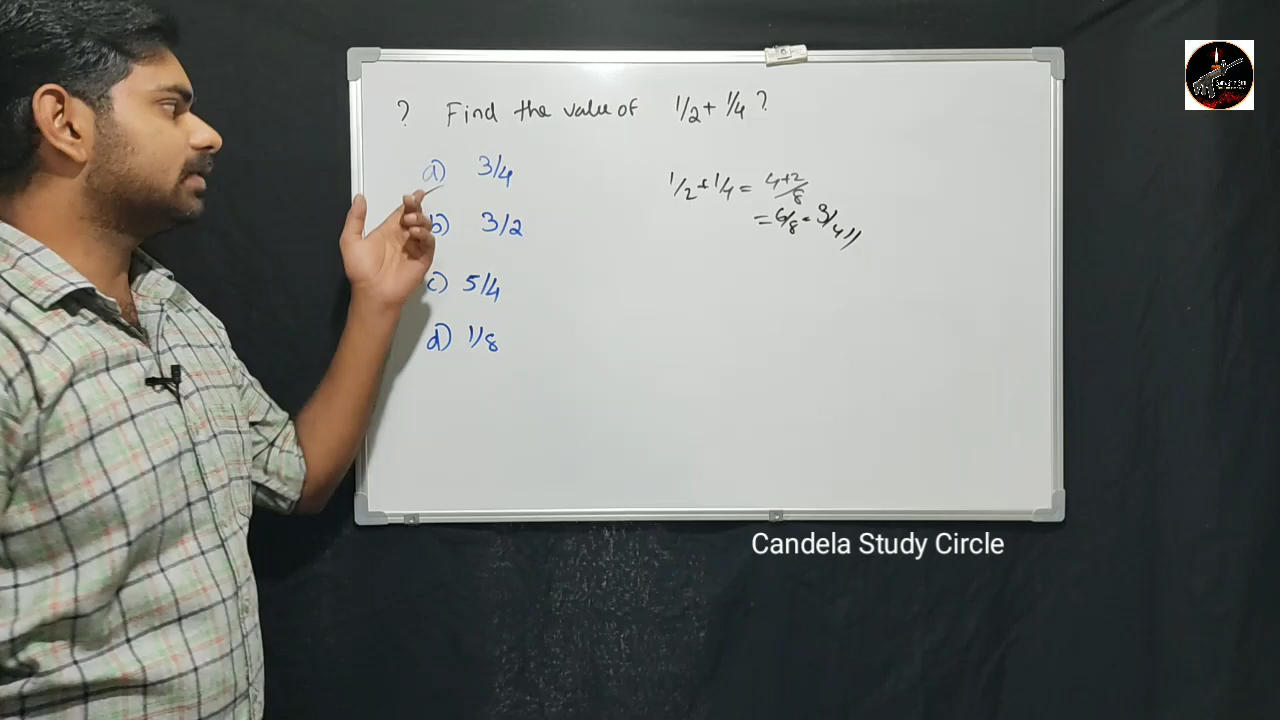 ? Find the value of 1/2 + 1/4 ?
a) 3/4
b) 3/2
c) 5/4
d) 1/8
1/2 + 1/4 = 4+2/8
= 6/8 = 3/4 //
Candela Study Circle